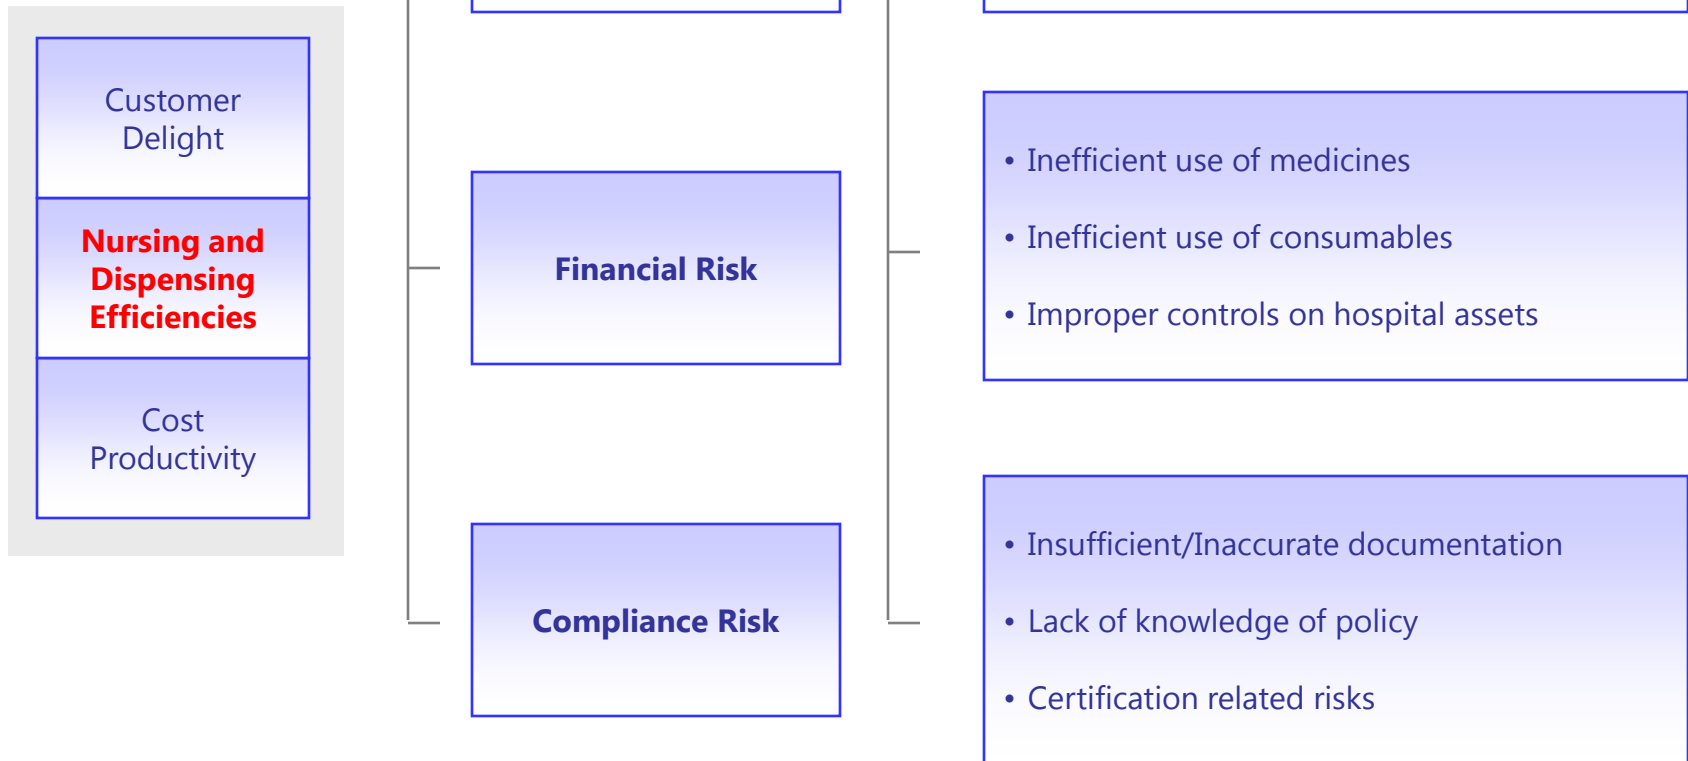 Customer
Delight
Nursing and
Dispensing
Efficiencies
Cost
Productivity
Financial Risk
Compliance Risk
• Inefficient use of medicines
• Inefficient use of consumables
• Improper controls on hospital assets
• Insufficient/Inaccurate documentation
• Lack of knowledge of policy
• Certification related risks